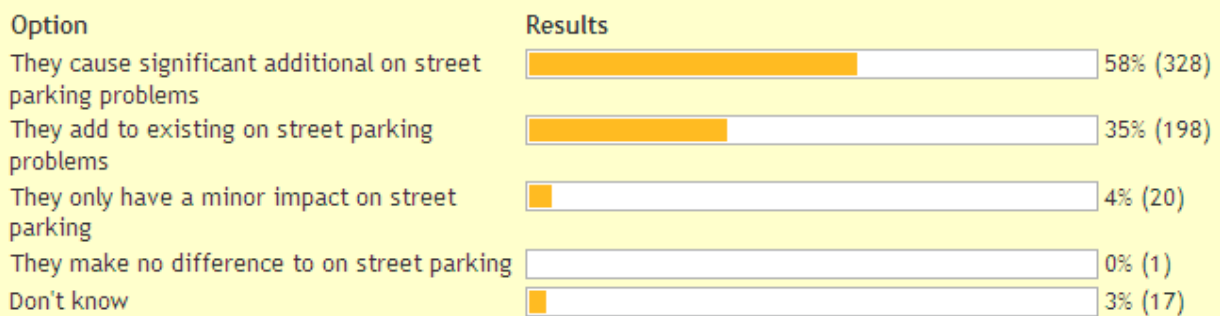 Option Results
They cause significant additional on street
parking problems
58% (328)
They add to existing on street parking
problems
35% (198)
They only have a minor impact on street
parking
4% (20)
They make no difference to on street parking 0% (1)
Don't know 3% (17)